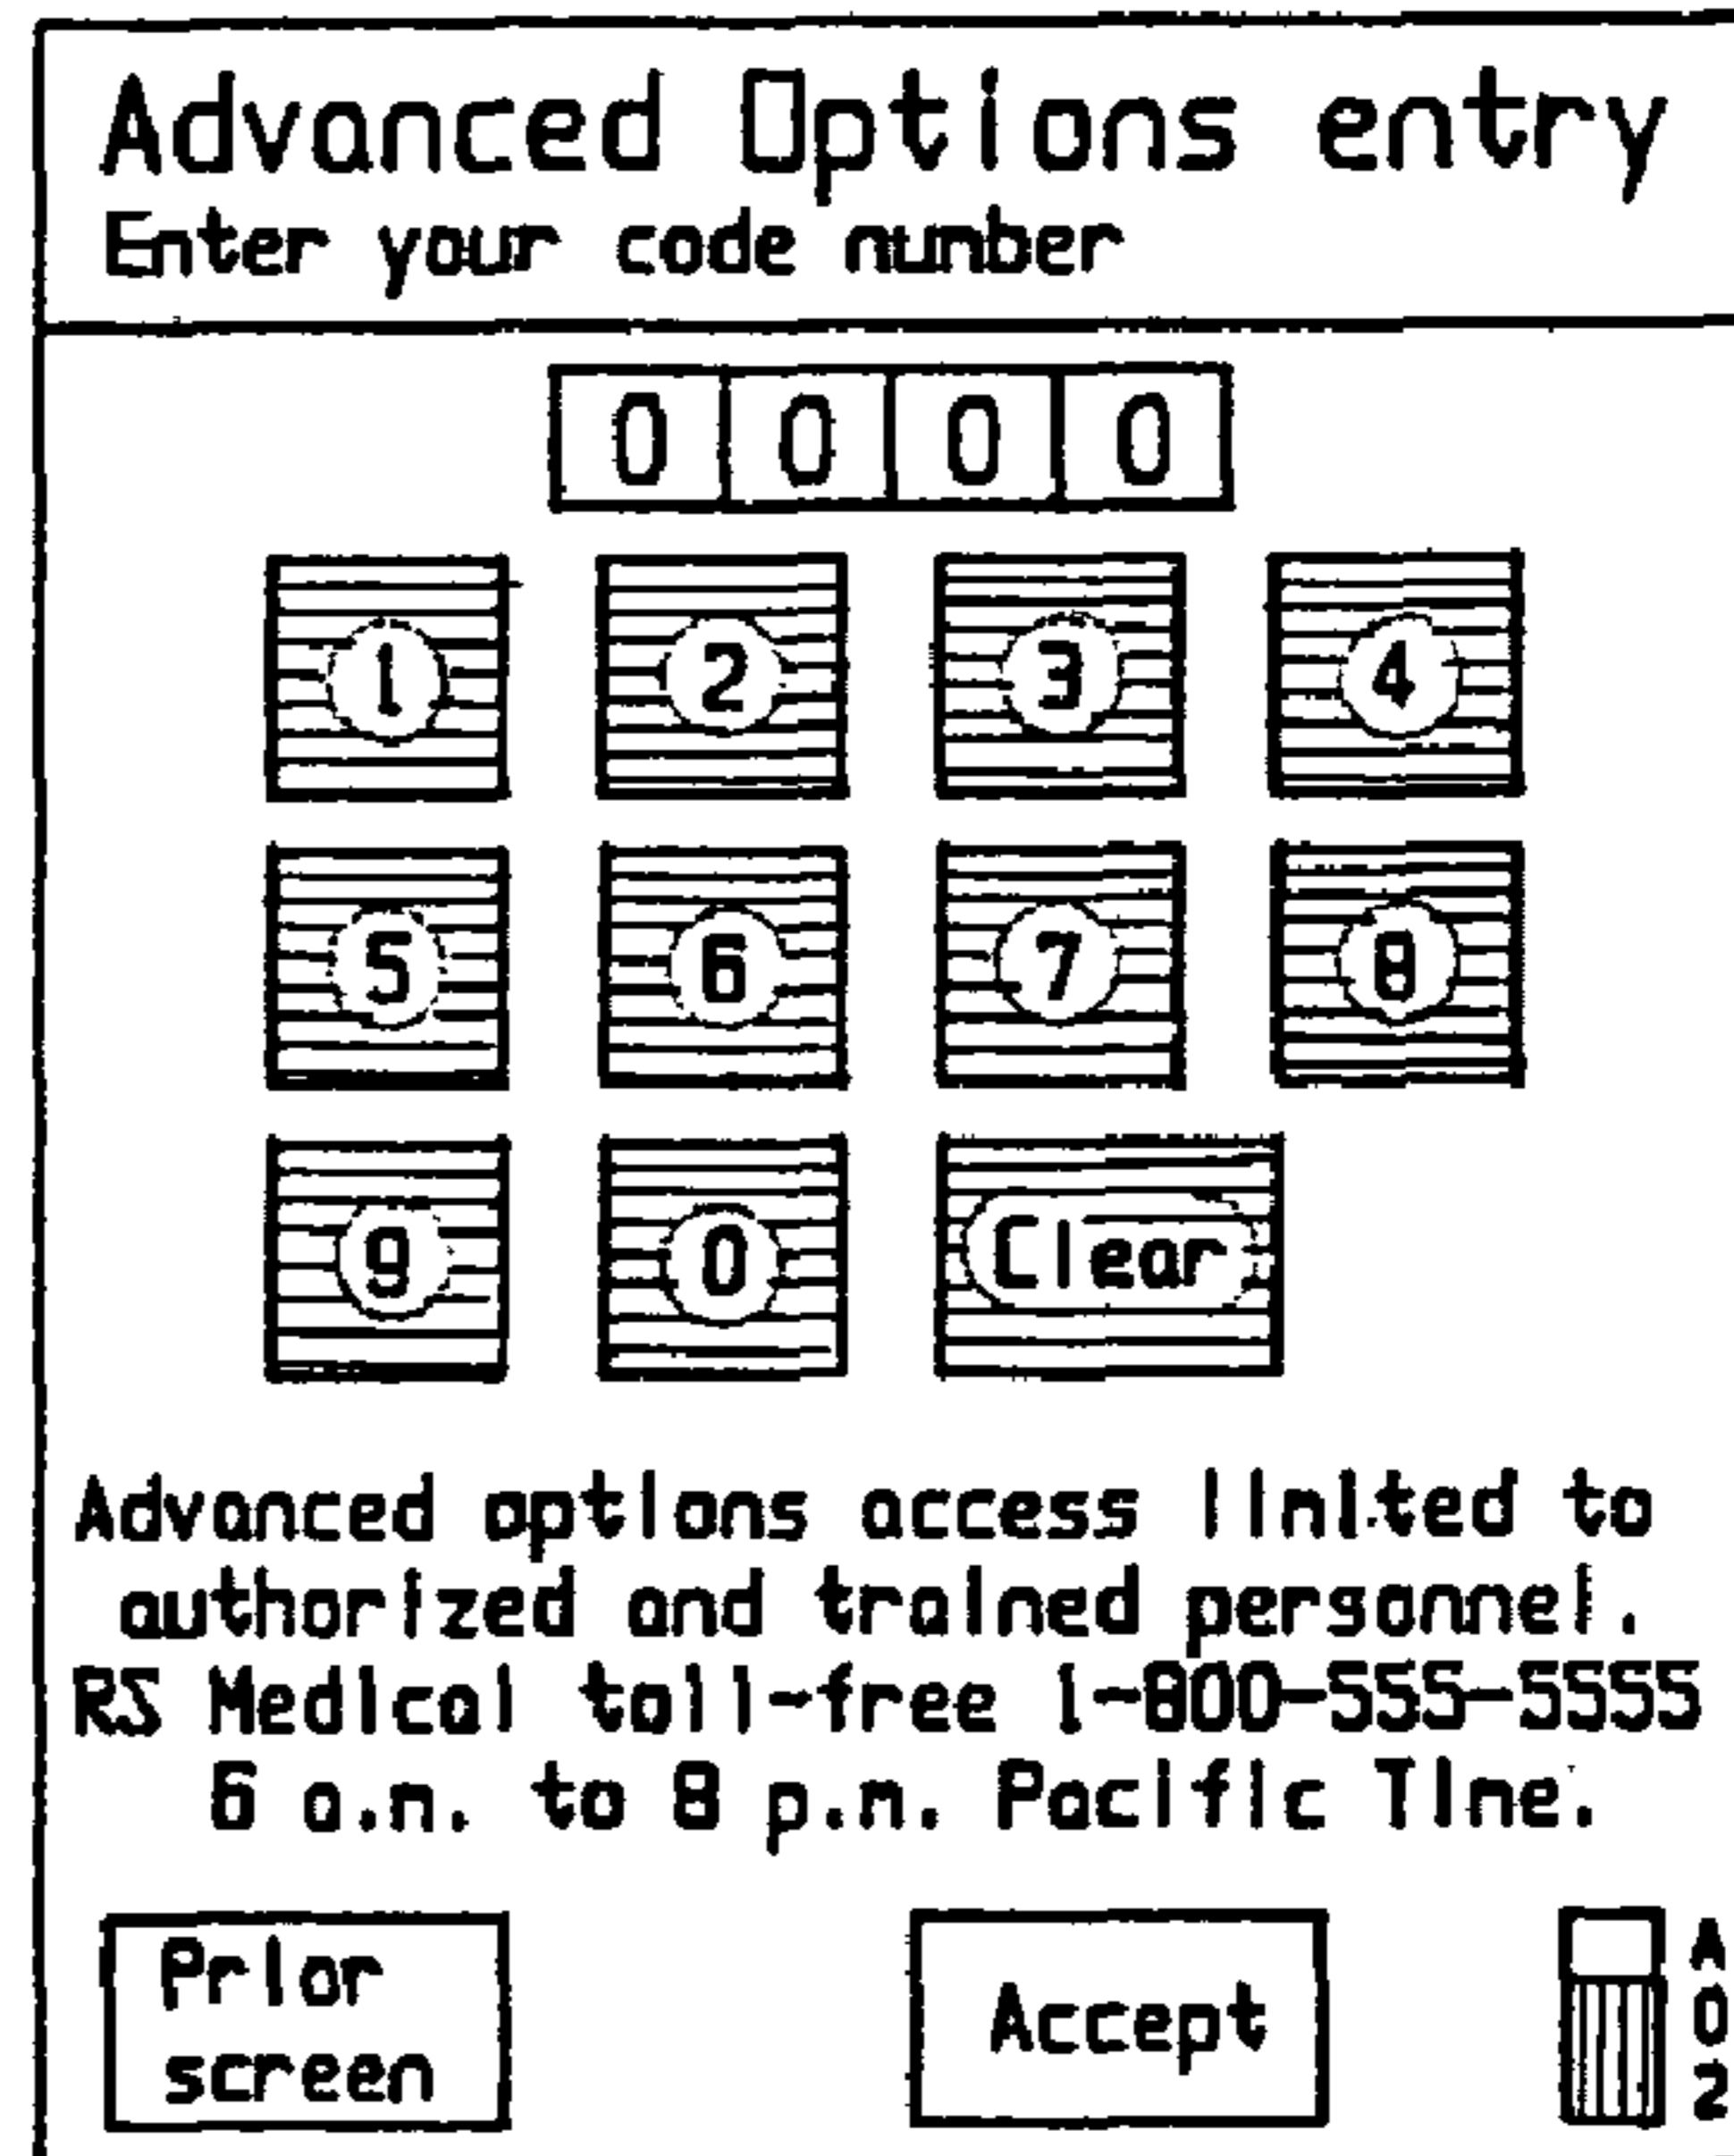 Advanced Options entry
Enter your code number
0 0 0 0
1 2 3 4
5 6 7 8
9 0 Clear
Advanced options access limited to
authorized and trained personnel.
RS Medical toll-free 1-800-555-5555
6 a.m. to 8 p.m. Pacific Time.
Prior
screen
Accept
A
0
2